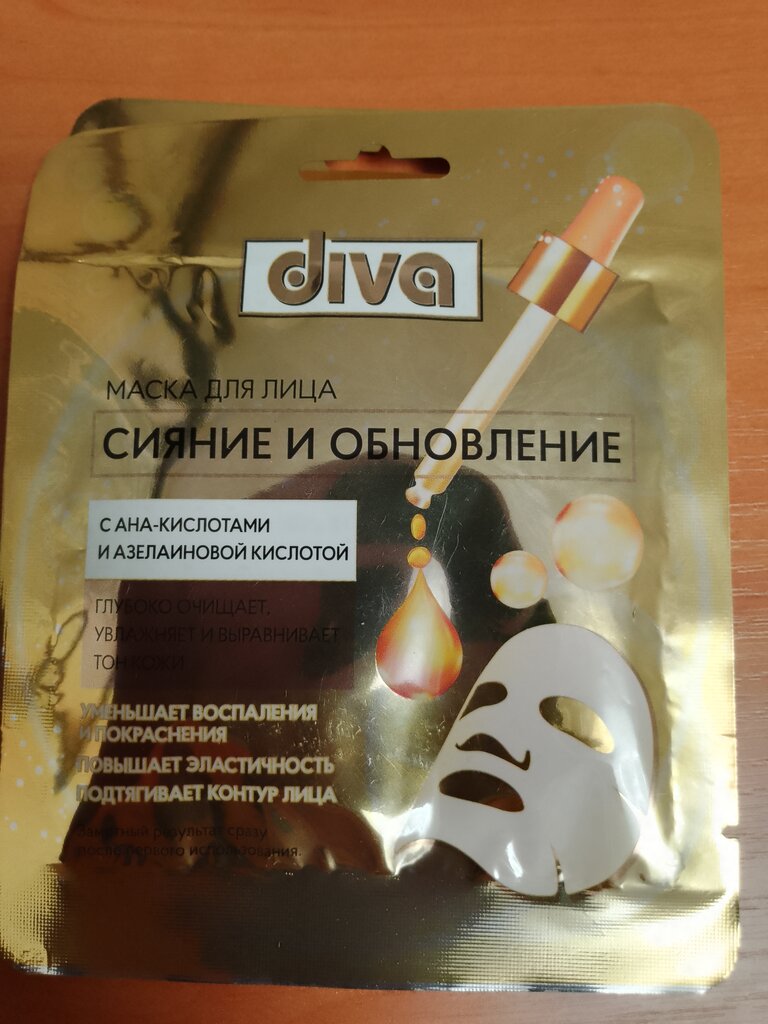 diva
МАСКА ДЛЯ ЛИЦА
СИЯНИЕ И ОБНОВЛЕНИЕ
С АНА-КИСЛОТАМИ
И АЗЕЛАИНОВОЙ КИСЛОТОЙ
ГЛУБОКО ОЧИЩАЕТ,
УВЛАЖНЯЕТ И ВЫРАВНИВАЕТ
ТОН КОЖИ
УМЕНЬШАЕТ ВОСПАЛЕНИЯ
И ПОКРАСНЕНИЯ
ПОВЫШАЕТ ЭЛАСТИЧНОСТЬ
ПОДТЯГИВАЕТ КОНТУР ЛИЦА
Заметный результат сразу
после первого использования.